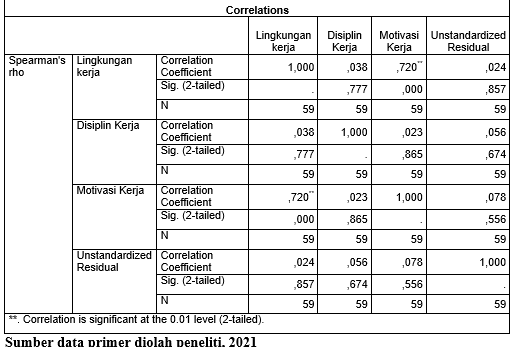 Correlations
Lingkungan kerja Disiplin Kerja Motivasi Kerja Unstandardized Residual
Spearman's rho Lingkungan kerja Correlation Coefficient 1,000 ,038 ,720** ,024
Sig. (2-tailed) . ,777 ,000 ,857
N 59 59 59 59
Disiplin Kerja Correlation Coefficient ,038 1,000 ,023 ,056
Sig. (2-tailed) ,777 . ,865 ,674
N 59 59 59 59
Motivasi Kerja Correlation Coefficient ,720** ,023 1,000 ,078
Sig. (2-tailed) ,000 ,865 . ,556
N 59 59 59 59
Unstandardized Residual Correlation Coefficient ,024 ,056 ,078 1,000
Sig. (2-tailed) ,857 ,674 ,556 .
N 59 59 59 59
**. Correlation is significant at the 0.01 level (2-tailed).
Sumber data primer diolah peneliti, 2021